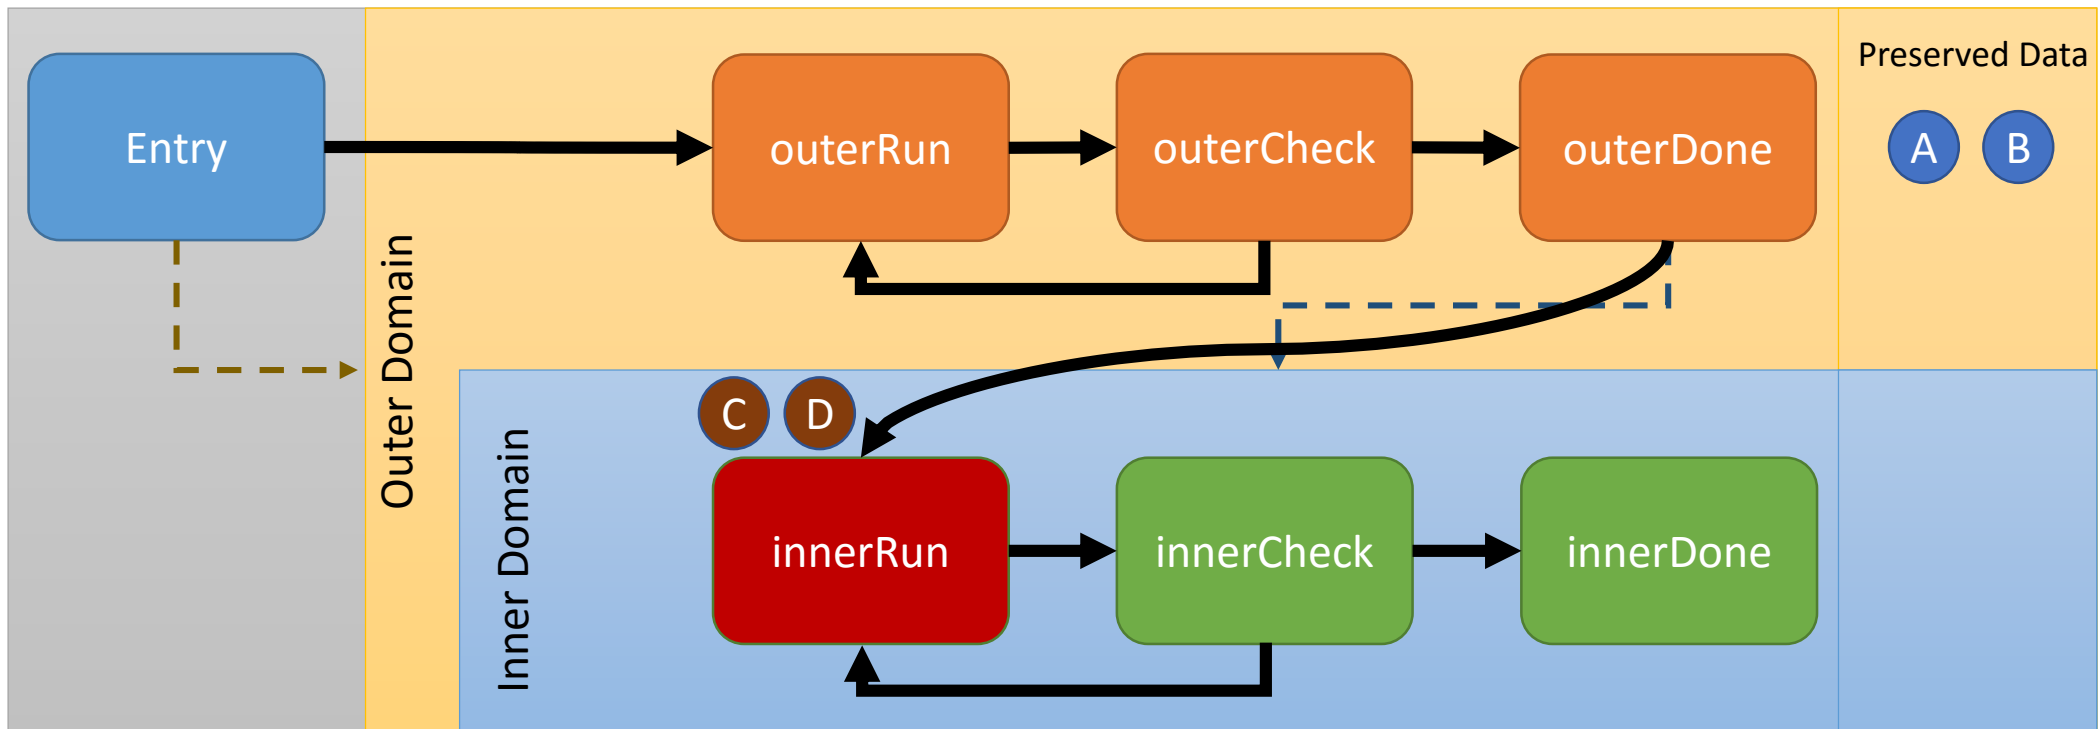 Preserved Data
Entry
outerRun
outerCheck
outerDone
A
B
Outer Domain
C
D
Inner Domain
innerRun
innerCheck
innerDone